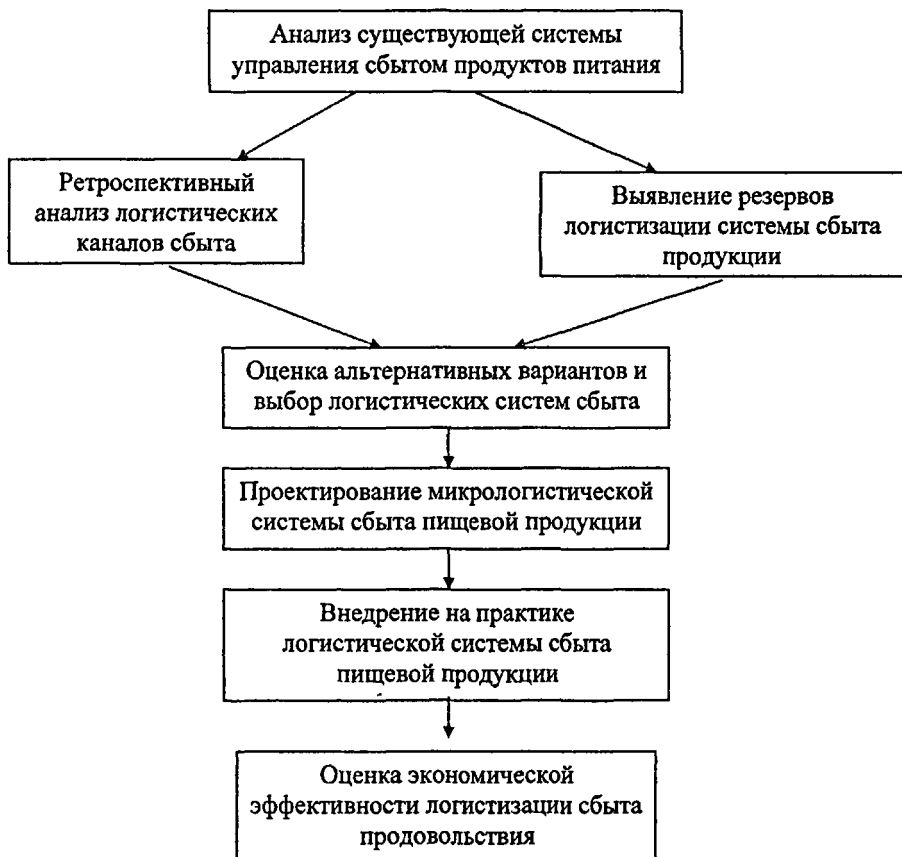 Анализ существующей системы
управления сбытом продуктов питания
Ретроспективный
анализ логистических
каналов сбыта
Выявление резервов
логистизации системы сбыта
продукции
Оценка альтернативных вариантов и
выбор логистических систем сбыта
Проектирование микрологистической
системы сбыта пищевой продукции
Внедрение на практике
логистической системы сбыта
пищевой продукции
Оценка экономической
эффективности логистизации сбыта
продовольствия